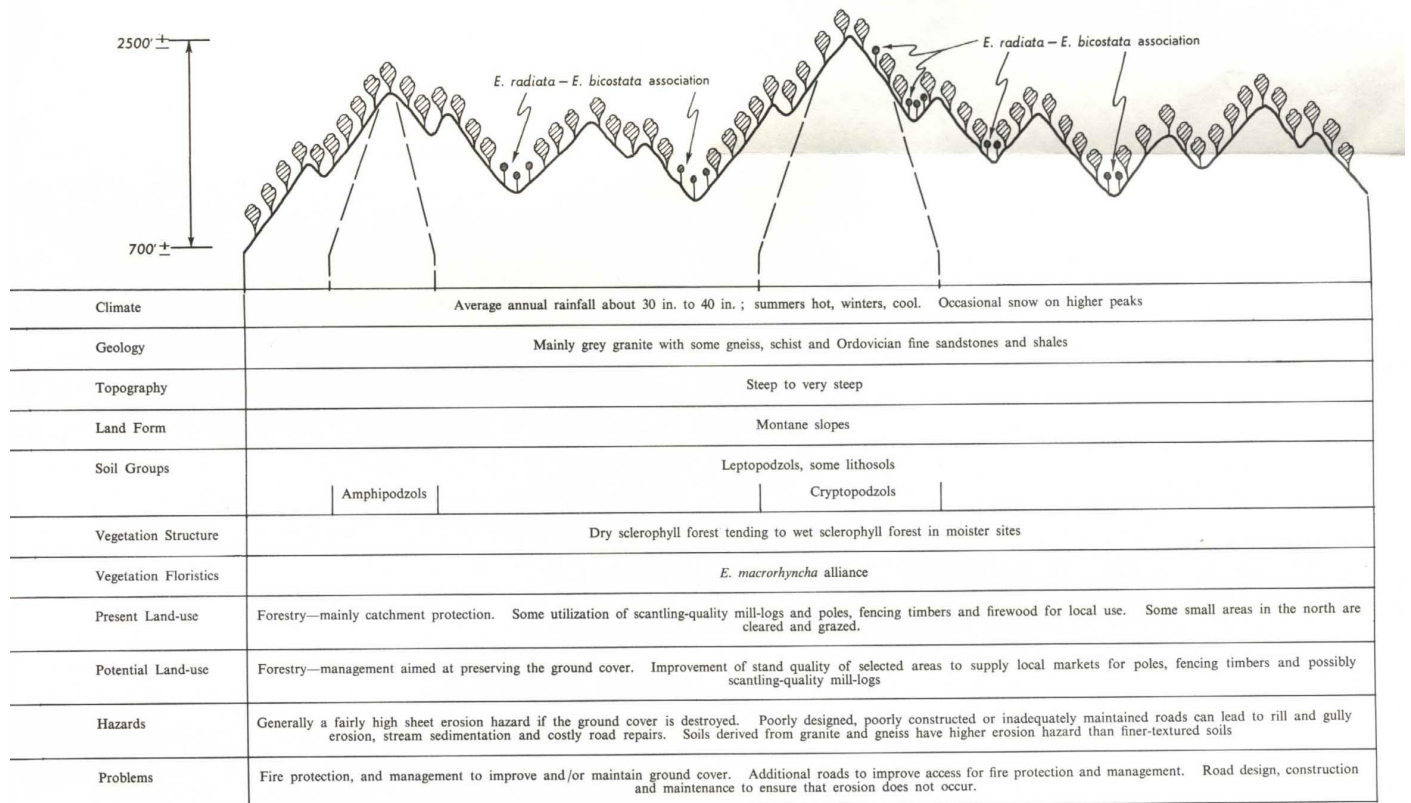 2500' ±
E. radiata – E. bicostata association
E. radiata – E. bicostata association
700' ±
Climate
Average annual rainfall about 30 in. to 40 in. ; summers hot, winters, cool. Occasional snow on higher peaks
Geology
Mainly grey granite with some gneiss, schist and Ordovician fine sandstones and shales
Topography
Steep to very steep
Land Form
Montane slopes
Soil Groups
Leptopodzols, some lithosols
Amphipodzols
Cryptopodzols
Vegetation Structure
Dry sclerophyll forest tending to wet sclerophyll forest in moister sites
Vegetation Floristics
E. macrorhyncha alliance
Present Land-use
Forestry—mainly catchment protection. Some utilization of scantling-quality mill-logs and poles, fencing timbers and firewood for local use. Some small areas in the north are
cleared and grazed.
Potential Land-use
Forestry—management aimed at preserving the ground cover. Improvement of stand quality of selected areas to supply local markets for poles, fencing timbers and possibly
scantling-quality mill-logs
Hazards
Generally a fairly high sheet erosion hazard if the ground cover is destroyed. Poorly designed, poorly constructed or inadequately maintained roads can lead to rill and gully
erosion, stream sedimentation and costly road repairs. Soils derived from granite and gneiss have higher erosion hazard than finer-textured soils
Problems
Fire protection, and management to improve and/or maintain ground cover. Additional roads to improve access for fire protection and management. Road design, construction
and maintenance to ensure that erosion does not occur.